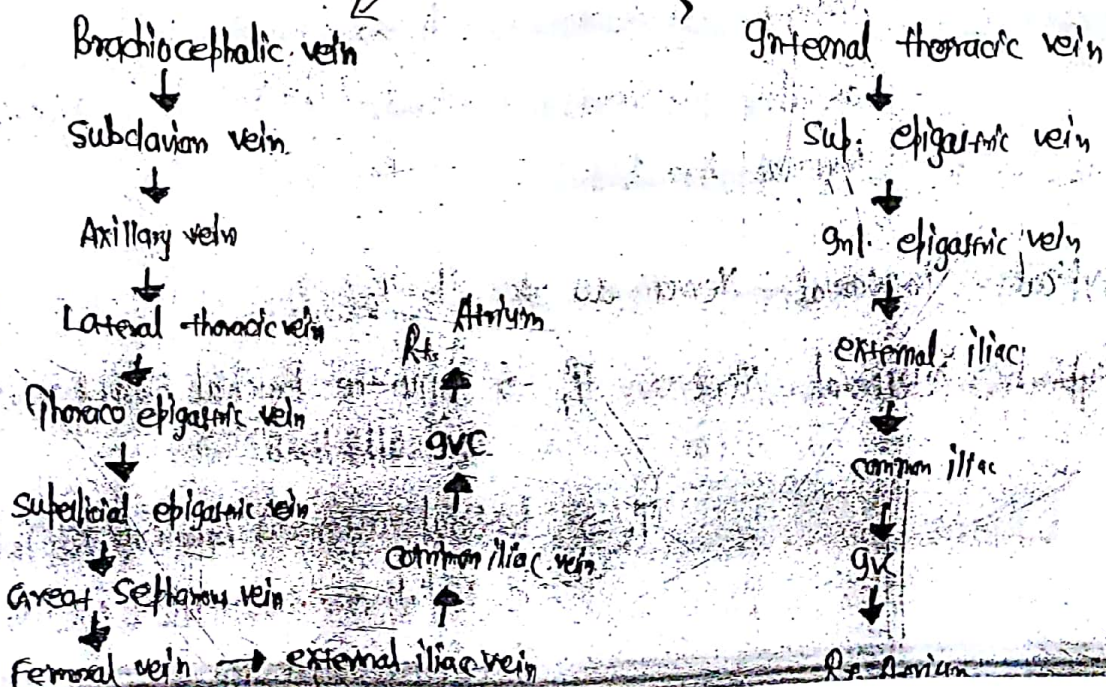 Brachiocephalic vein
↓
Subclavian vein
↓
Axillary vein
↓
Lateral thoracic vein
↓
Thoraco epigastric vein
↓
Superficial epigastric vein
↓
Great Sephanous vein
↓
Femoral vein → external iliac vein
↑
common iliac vein
↑
IVC
↑
Rt. Atrium
Internal thoracic vein
↓
Sup. epigastric vein
↓
Inf. epigastric vein
↓
external iliac
↓
common iliac
↓
IVC
↓
Rt. Atrium